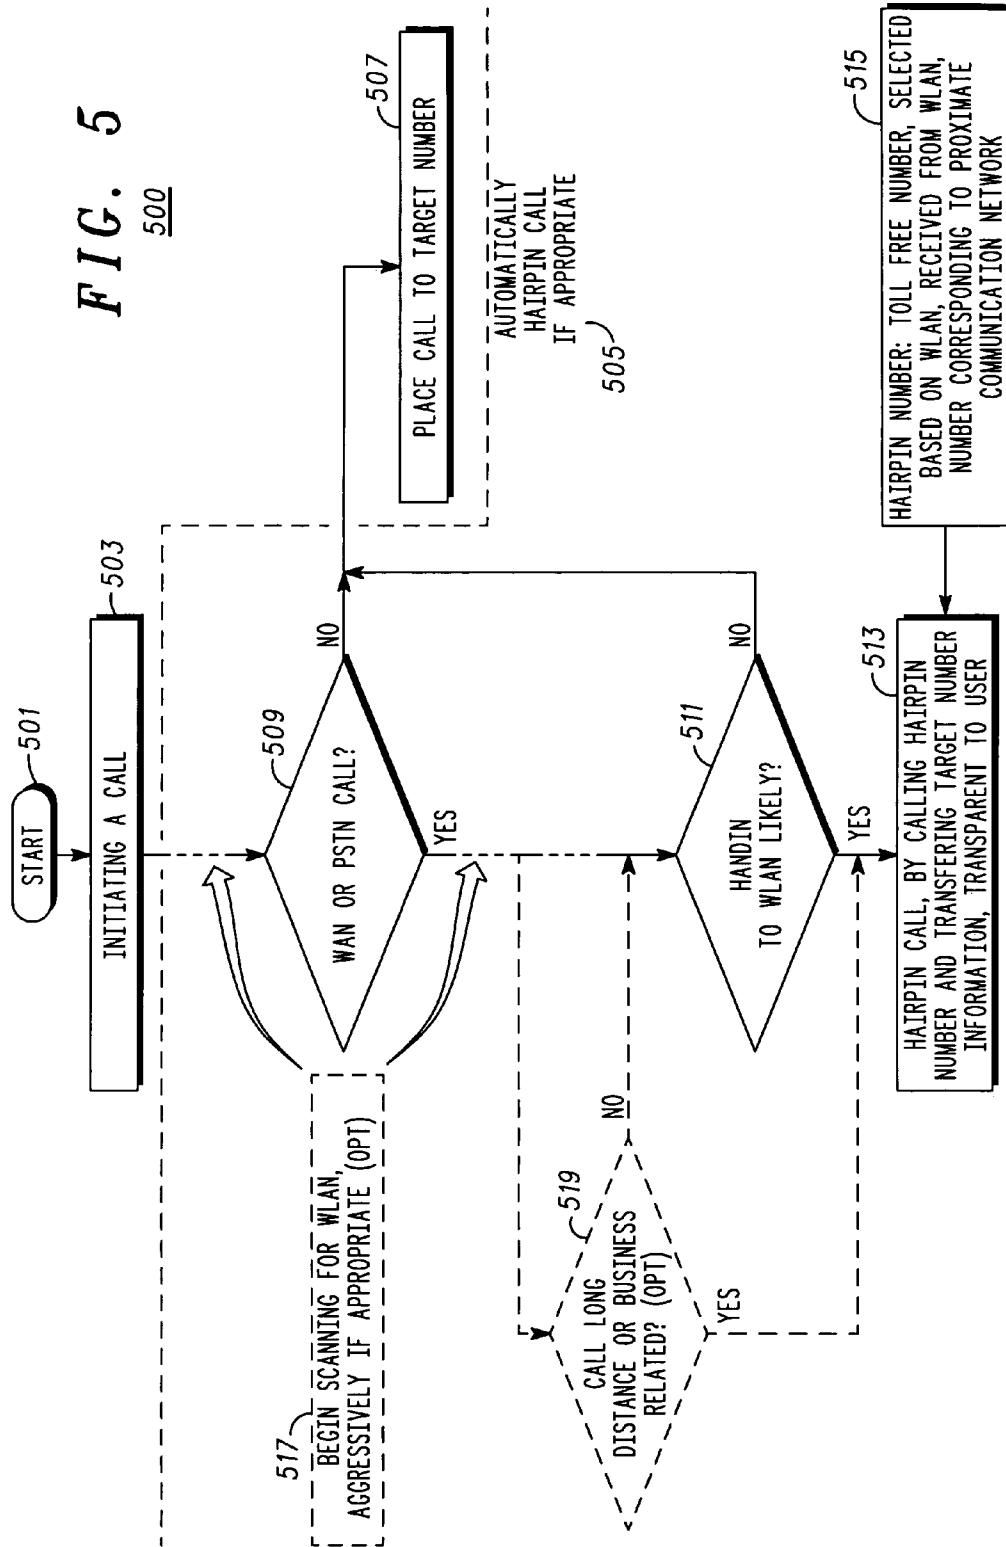 FIG. 5
500
START
501
INITIATING A CALL
503
WAN OR PSTN CALL?
509
NO
YES
PLACE CALL TO TARGET NUMBER
507
AUTOMATICALLY
HAIRPIN CALL
IF APPROPRIATE
505
517
BEGIN SCANNING FOR WLAN,
AGGRESSIVELY IF APPROPRIATE (OPT)
CALL LONG
DISTANCE OR BUSINESS
RELATED? (OPT)
519
NO
YES
HANDIN
TO WLAN LIKELY?
511
NO
YES
513
HAIRPIN CALL, BY CALLING HAIRPIN
NUMBER AND TRANSFERING TARGET NUMBER
INFORMATION, TRANSPARENT TO USER
515
HAIRPIN NUMBER: TOLL FREE NUMBER, SELECTED
BASED ON WLAN, RECEIVED FROM WLAN,
NUMBER CORRESPONDING TO PROXIMATE
COMMUNICATION NETWORK